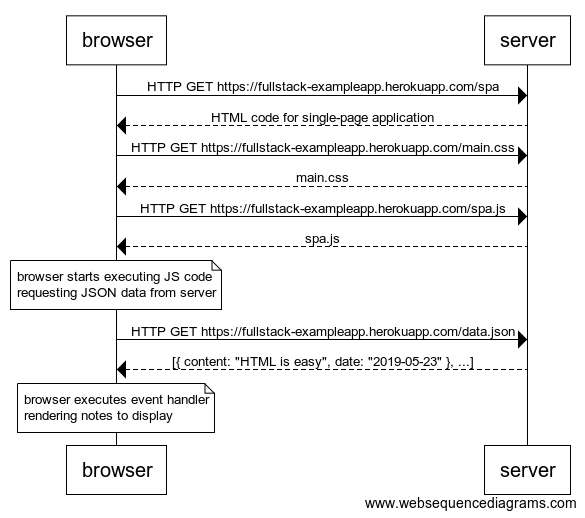 browser
server
HTTP GET https://fullstack-exampleapp.herokuapp.com/spa
HTML code for single-page application
HTTP GET https://fullstack-exampleapp.herokuapp.com/main.css
main.css
HTTP GET https://fullstack-exampleapp.herokuapp.com/spa.js
spa.js
browser starts executing JS code
requesting JSON data from server
HTTP GET https://fullstack-exampleapp.herokuapp.com/data.json
[{ content: "HTML is easy", date: "2019-05-23" }, ...]
browser executes event handler
rendering notes to display
browser
server
www.websequencediagrams.com